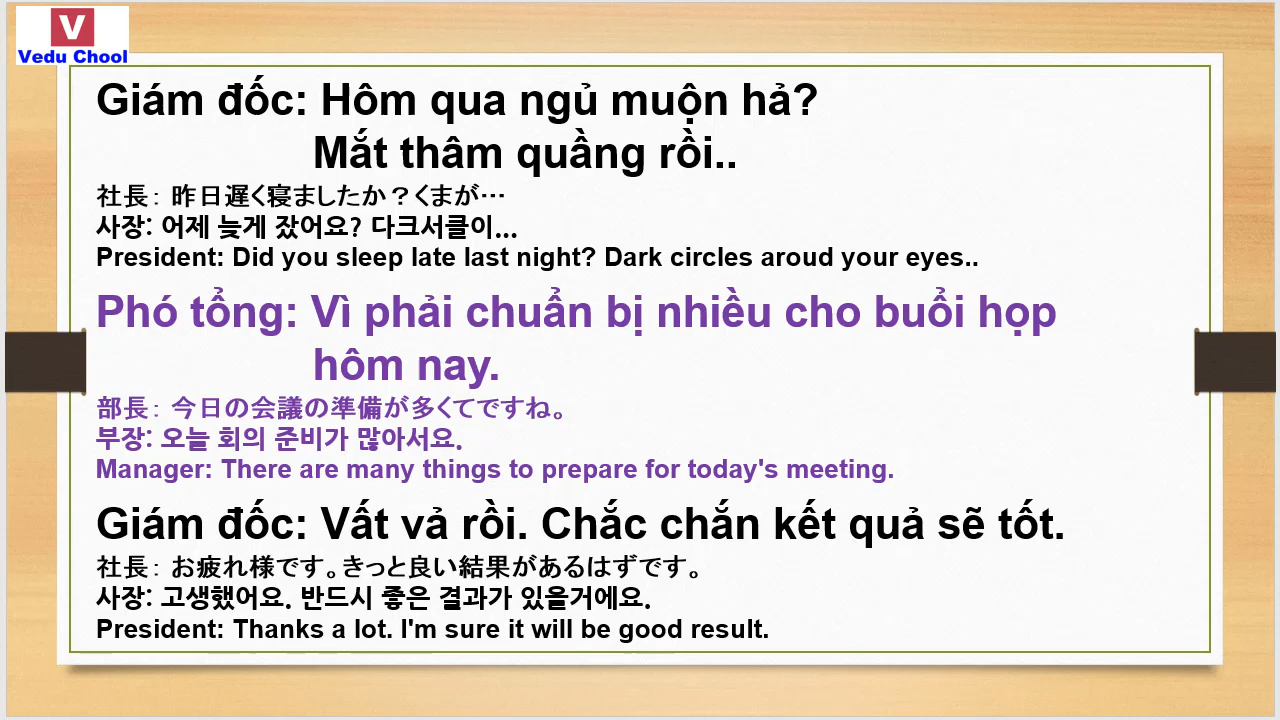 V
Vedu Chool
Giám đốc: Hôm qua ngủ muộn hả?
Mắt thâm quầng rồi..
社長： 昨日遅く寝ましたか？くまが…
사장: 어제 늦게 잤어요? 다크서클이...
President: Did you sleep late last night? Dark circles aroud your eyes..
Phó tổng: Vì phải chuẩn bị nhiều cho buổi họp
hôm nay.
部長： 今日の会議の準備が多くてですね。
부장: 오늘 회의 준비가 많아서요.
Manager: There are many things to prepare for today's meeting.
Giám đốc: Vất vả rồi. Chắc chắn kết quả sẽ tốt.
社長： お疲れ様です。きっと良い結果があるはずです。
사장: 고생했어요. 반드시 좋은 결과가 있을거에요.
President: Thanks a lot. I'm sure it will be good result.